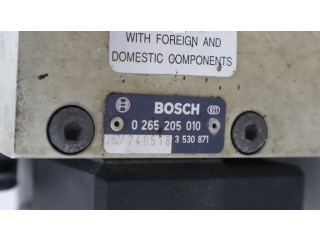 WITH FOREIGN AND
DOMESTIC COMPONENTS
BOSCH
0 265 205 010
3 530 871